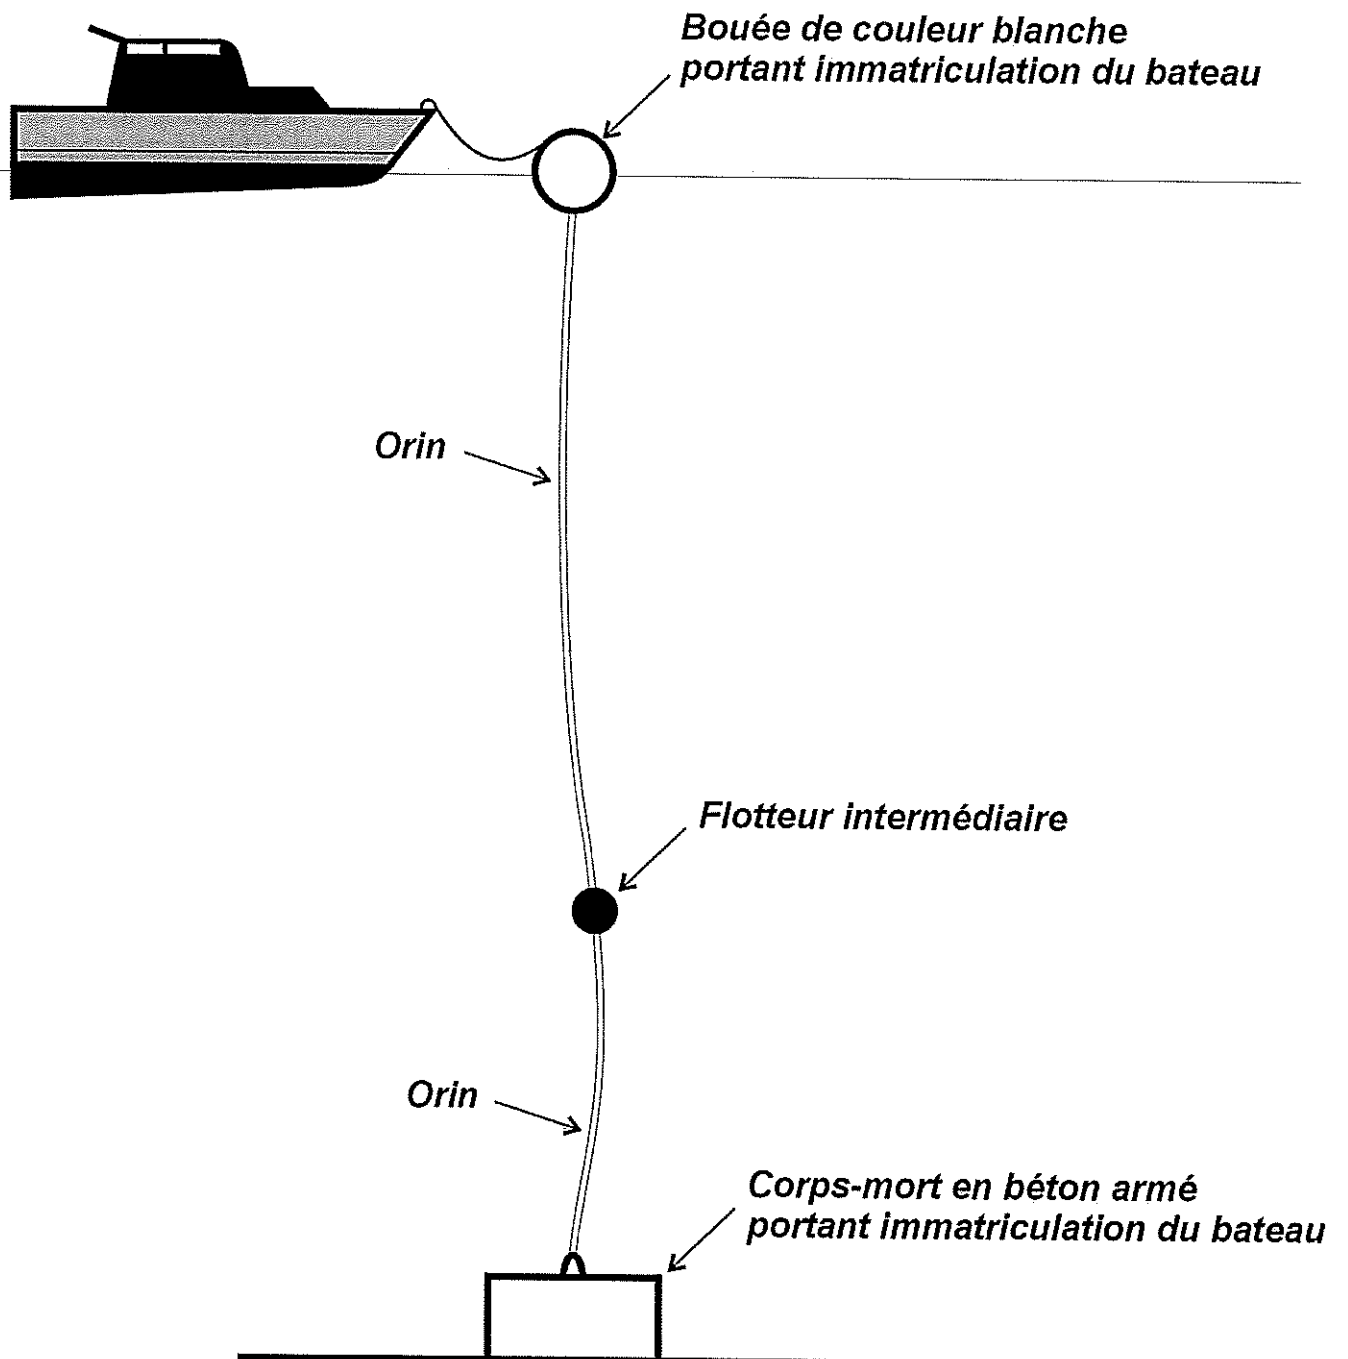 Bouée de couleur blanche
portant immatriculation du bateau
Orin
Flotteur intermédiaire
Orin
Corps-mort en béton armé
portant immatriculation du bateau